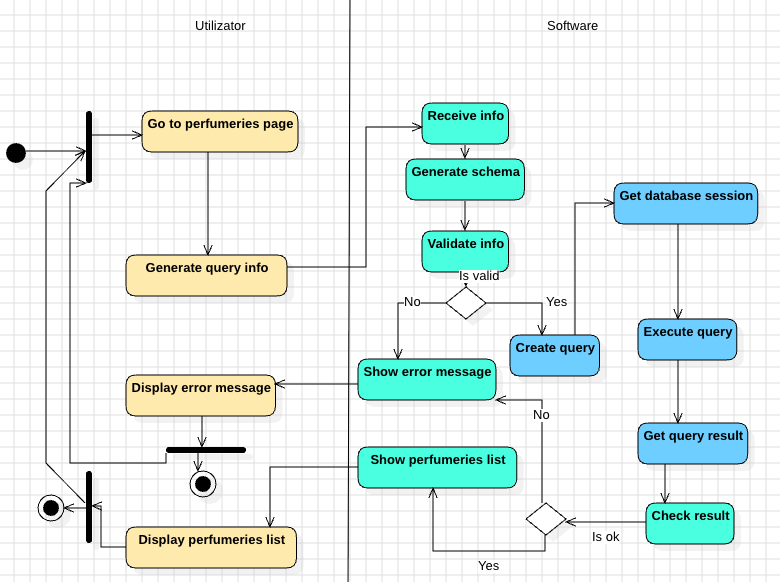 Utilizator
Software
Go to perfumeries page
Receive info
Generate schema
Get database session
Validate info
Generate query info
Is valid
No
Yes
Execute query
Create query
Show error message
Display error message
No
Get query result
Show perfumeries list
Check result
Is ok
Display perfumeries list
Yes